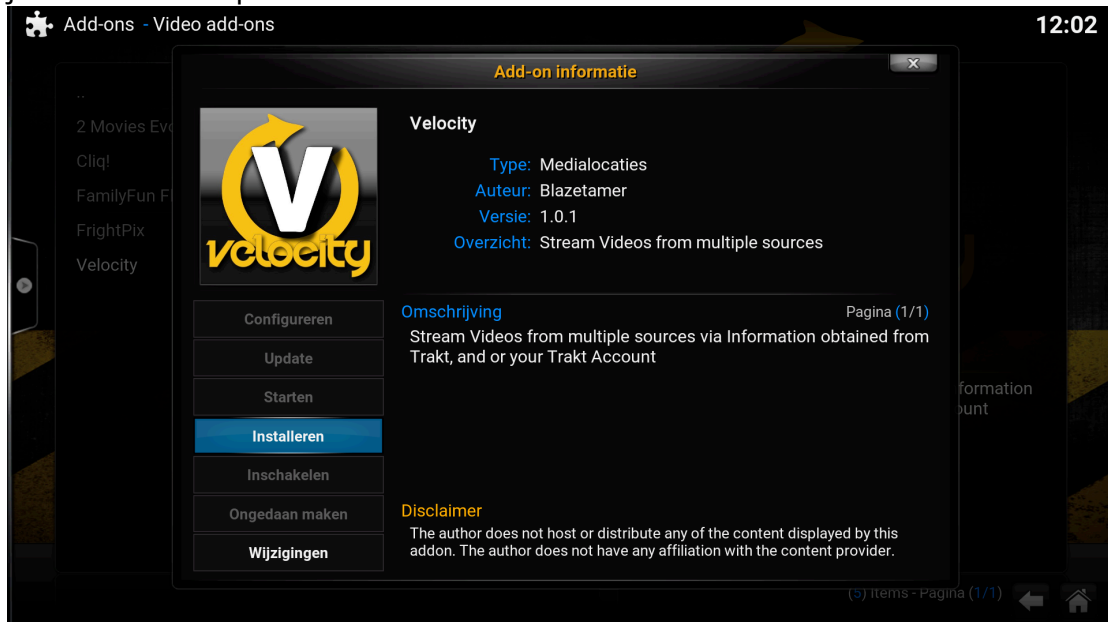 Add-ons - Video add-ons
12:02
Add-on informatie
X
..
2 Movies Evo
Cliq!
FamilyFun Fl
FrightPix
Velocity
V
velocity
Velocity
Type: Medialocaties
Auteur: Blazetamer
Versie: 1.0.1
Overzicht: Stream Videos from multiple sources
Configureren
Update
Starten
Installeren
Inschakelen
Ongedaan maken
Wijzigingen
Omschrijving
Pagina (1/1)
Stream Videos from multiple sources via Information obtained from
Trakt, and or your Trakt Account
formation
ount
Disclaimer
The author does not host or distribute any of the content displayed by this
addon. The author does not have any affiliation with the content provider.
(5) Items - Pagina (1/1)